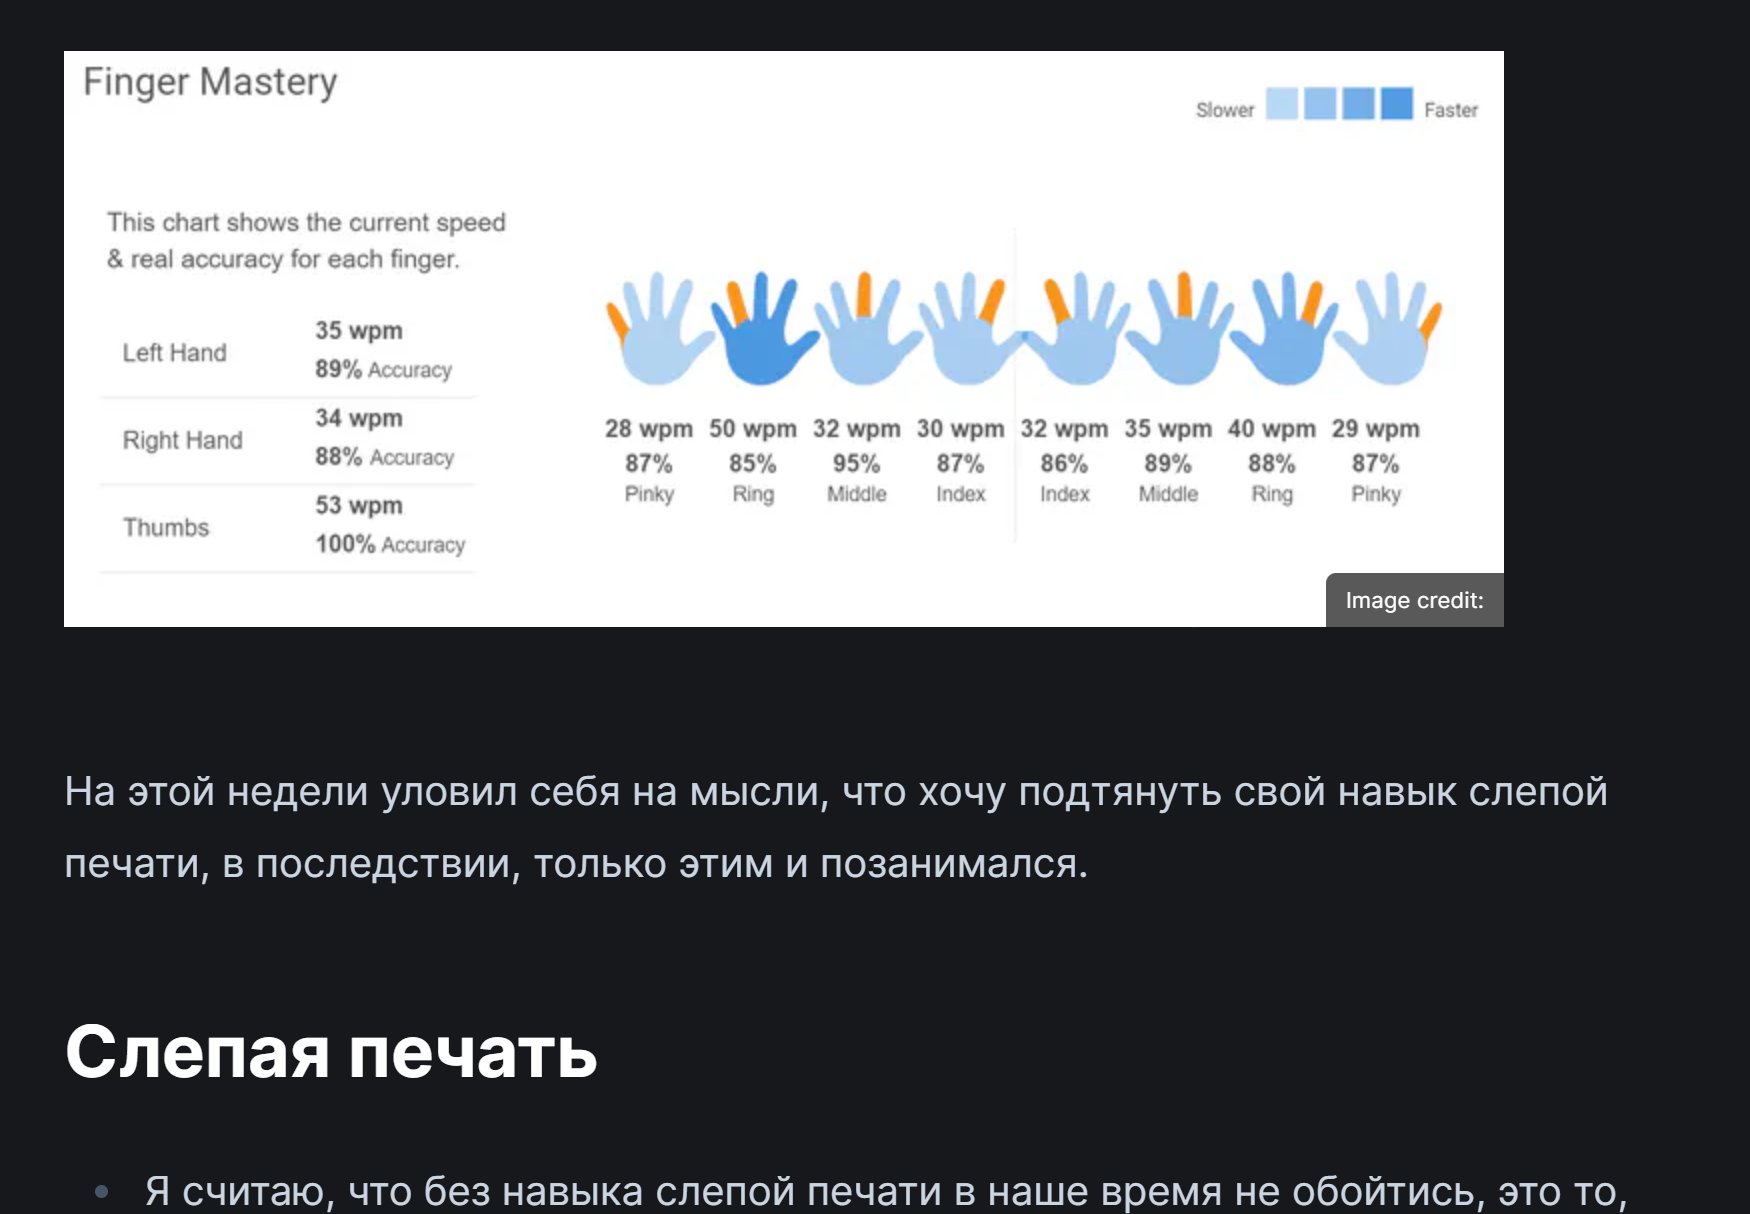 Finger Mastery
Slower Faster
This chart shows the current speed
& real accuracy for each finger.
Left Hand
35 wpm
89% Accuracy
Right Hand
34 wpm
88% Accuracy
Thumbs
53 wpm
100% Accuracy
28 wpm 50 wpm 32 wpm 30 wpm 32 wpm 35 wpm 40 wpm 29 wpm
87% 85% 95% 87% 86% 89% 88% 87%
Pinky Ring Middle Index Index Middle Ring Pinky
Image credit:
На этой недели уловил себя на мысли, что хочу подтянуть свой навык слепой
печати, в последствии, только этим и позанимался.
Слепая печать
Я считаю, что без навыка слепой печати в наше время не обойтись, это то,